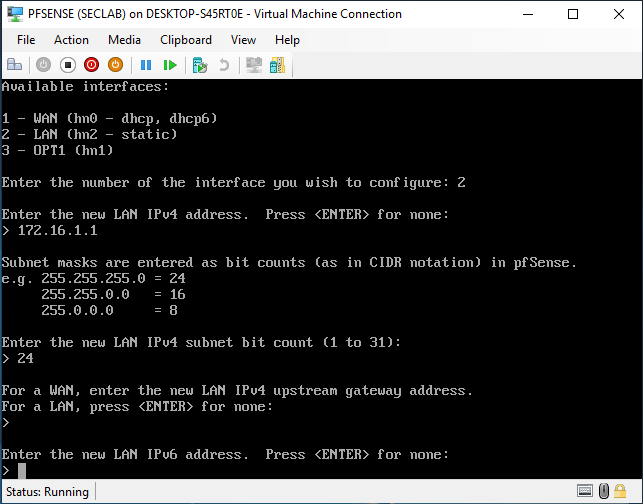 PFSENSE (SECLAB) on DESKTOP-S45RT0E - Virtual Machine Connection
File Action Media Clipboard View Help
Available interfaces:
1 - WAN (hn0 - dhcp, dhcp6)
2 - LAN (hn2 - static)
3 - OPT1 (hn1)
Enter the number of the interface you wish to configure: 2
Enter the new LAN IPv4 address.  Press <ENTER> for none:
> 172.16.1.1
Subnet masks are entered as bit counts (as in CIDR notation) in pfSense.
e.g. 255.255.255.0 = 24
     255.255.0.0   = 16
     255.0.0.0     = 8
Enter the new LAN IPv4 subnet bit count (1 to 31):
> 24
For a WAN, enter the new LAN IPv4 upstream gateway address.
For a LAN, press <ENTER> for none:
>
Enter the new LAN IPv6 address.  Press <ENTER> for none:
>
Status: Running